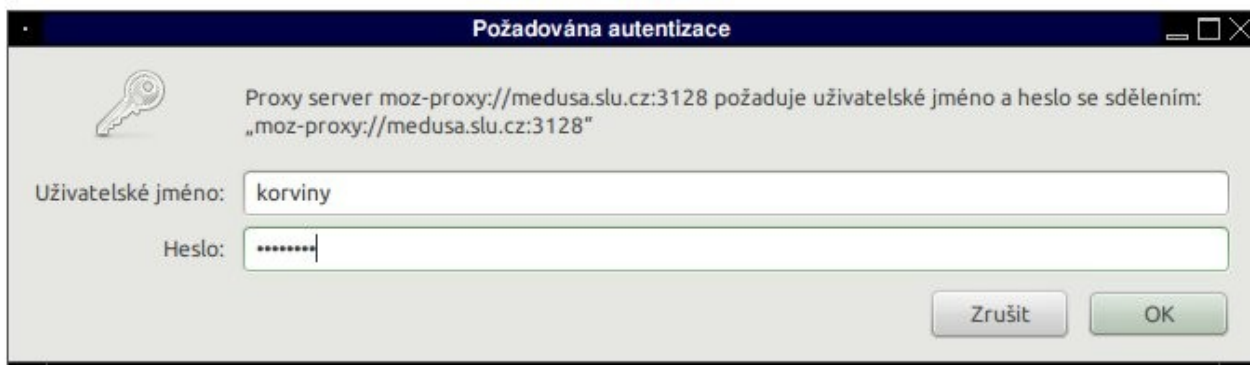 Požadována autentizace
Proxy server moz-proxy://medusa.slu.cz:3128 požaduje uživatelské jméno a heslo se sdělením:
„moz-proxy://medusa.slu.cz:3128“
Uživatelské jméno: korviny
Heslo: ••••••••
Zrušit OK